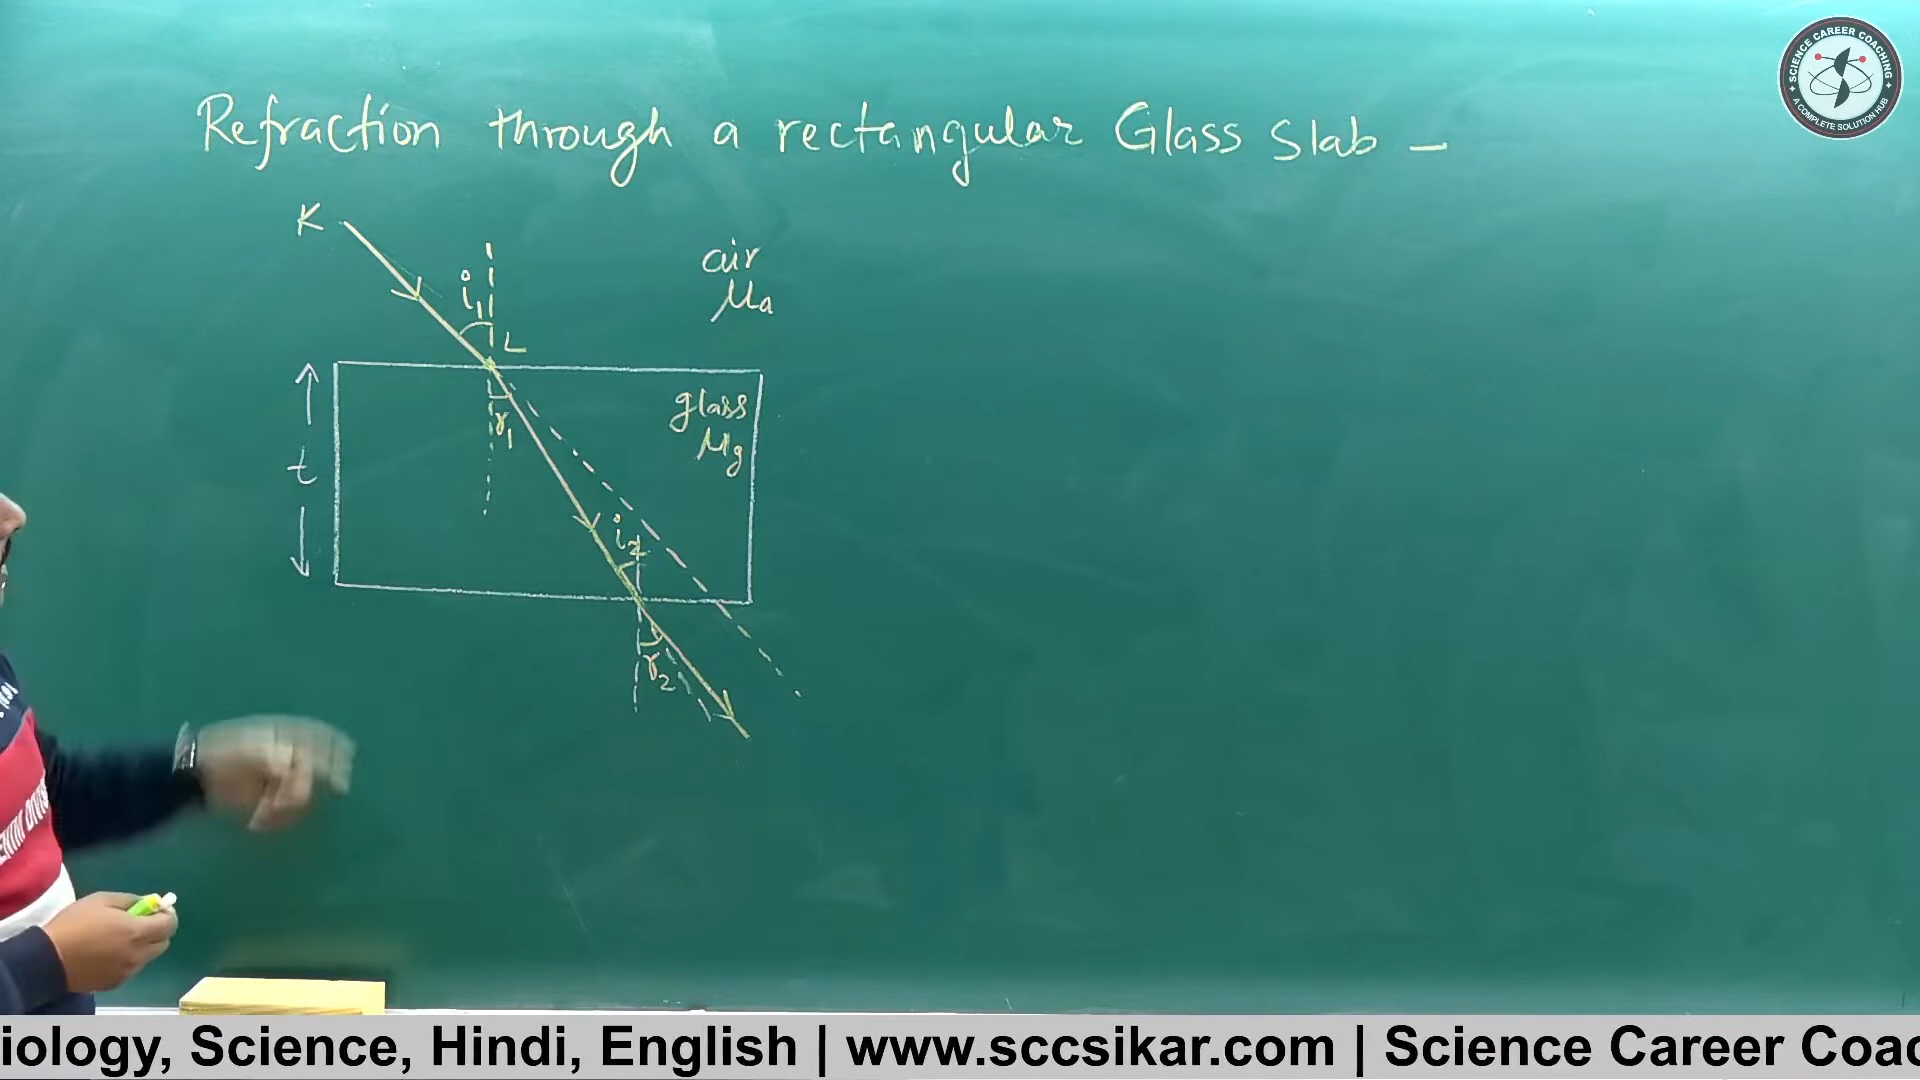 SCIENCE CAREER COACHING
A COMPLETE SOLUTION HUB
Refraction through a rectangular Glass Slab -
K
air
μa
i1
L
glass
μg
r1
t
i2
r2
iology, Science, Hindi, English | www.sccsikar.com | Science Career Coac